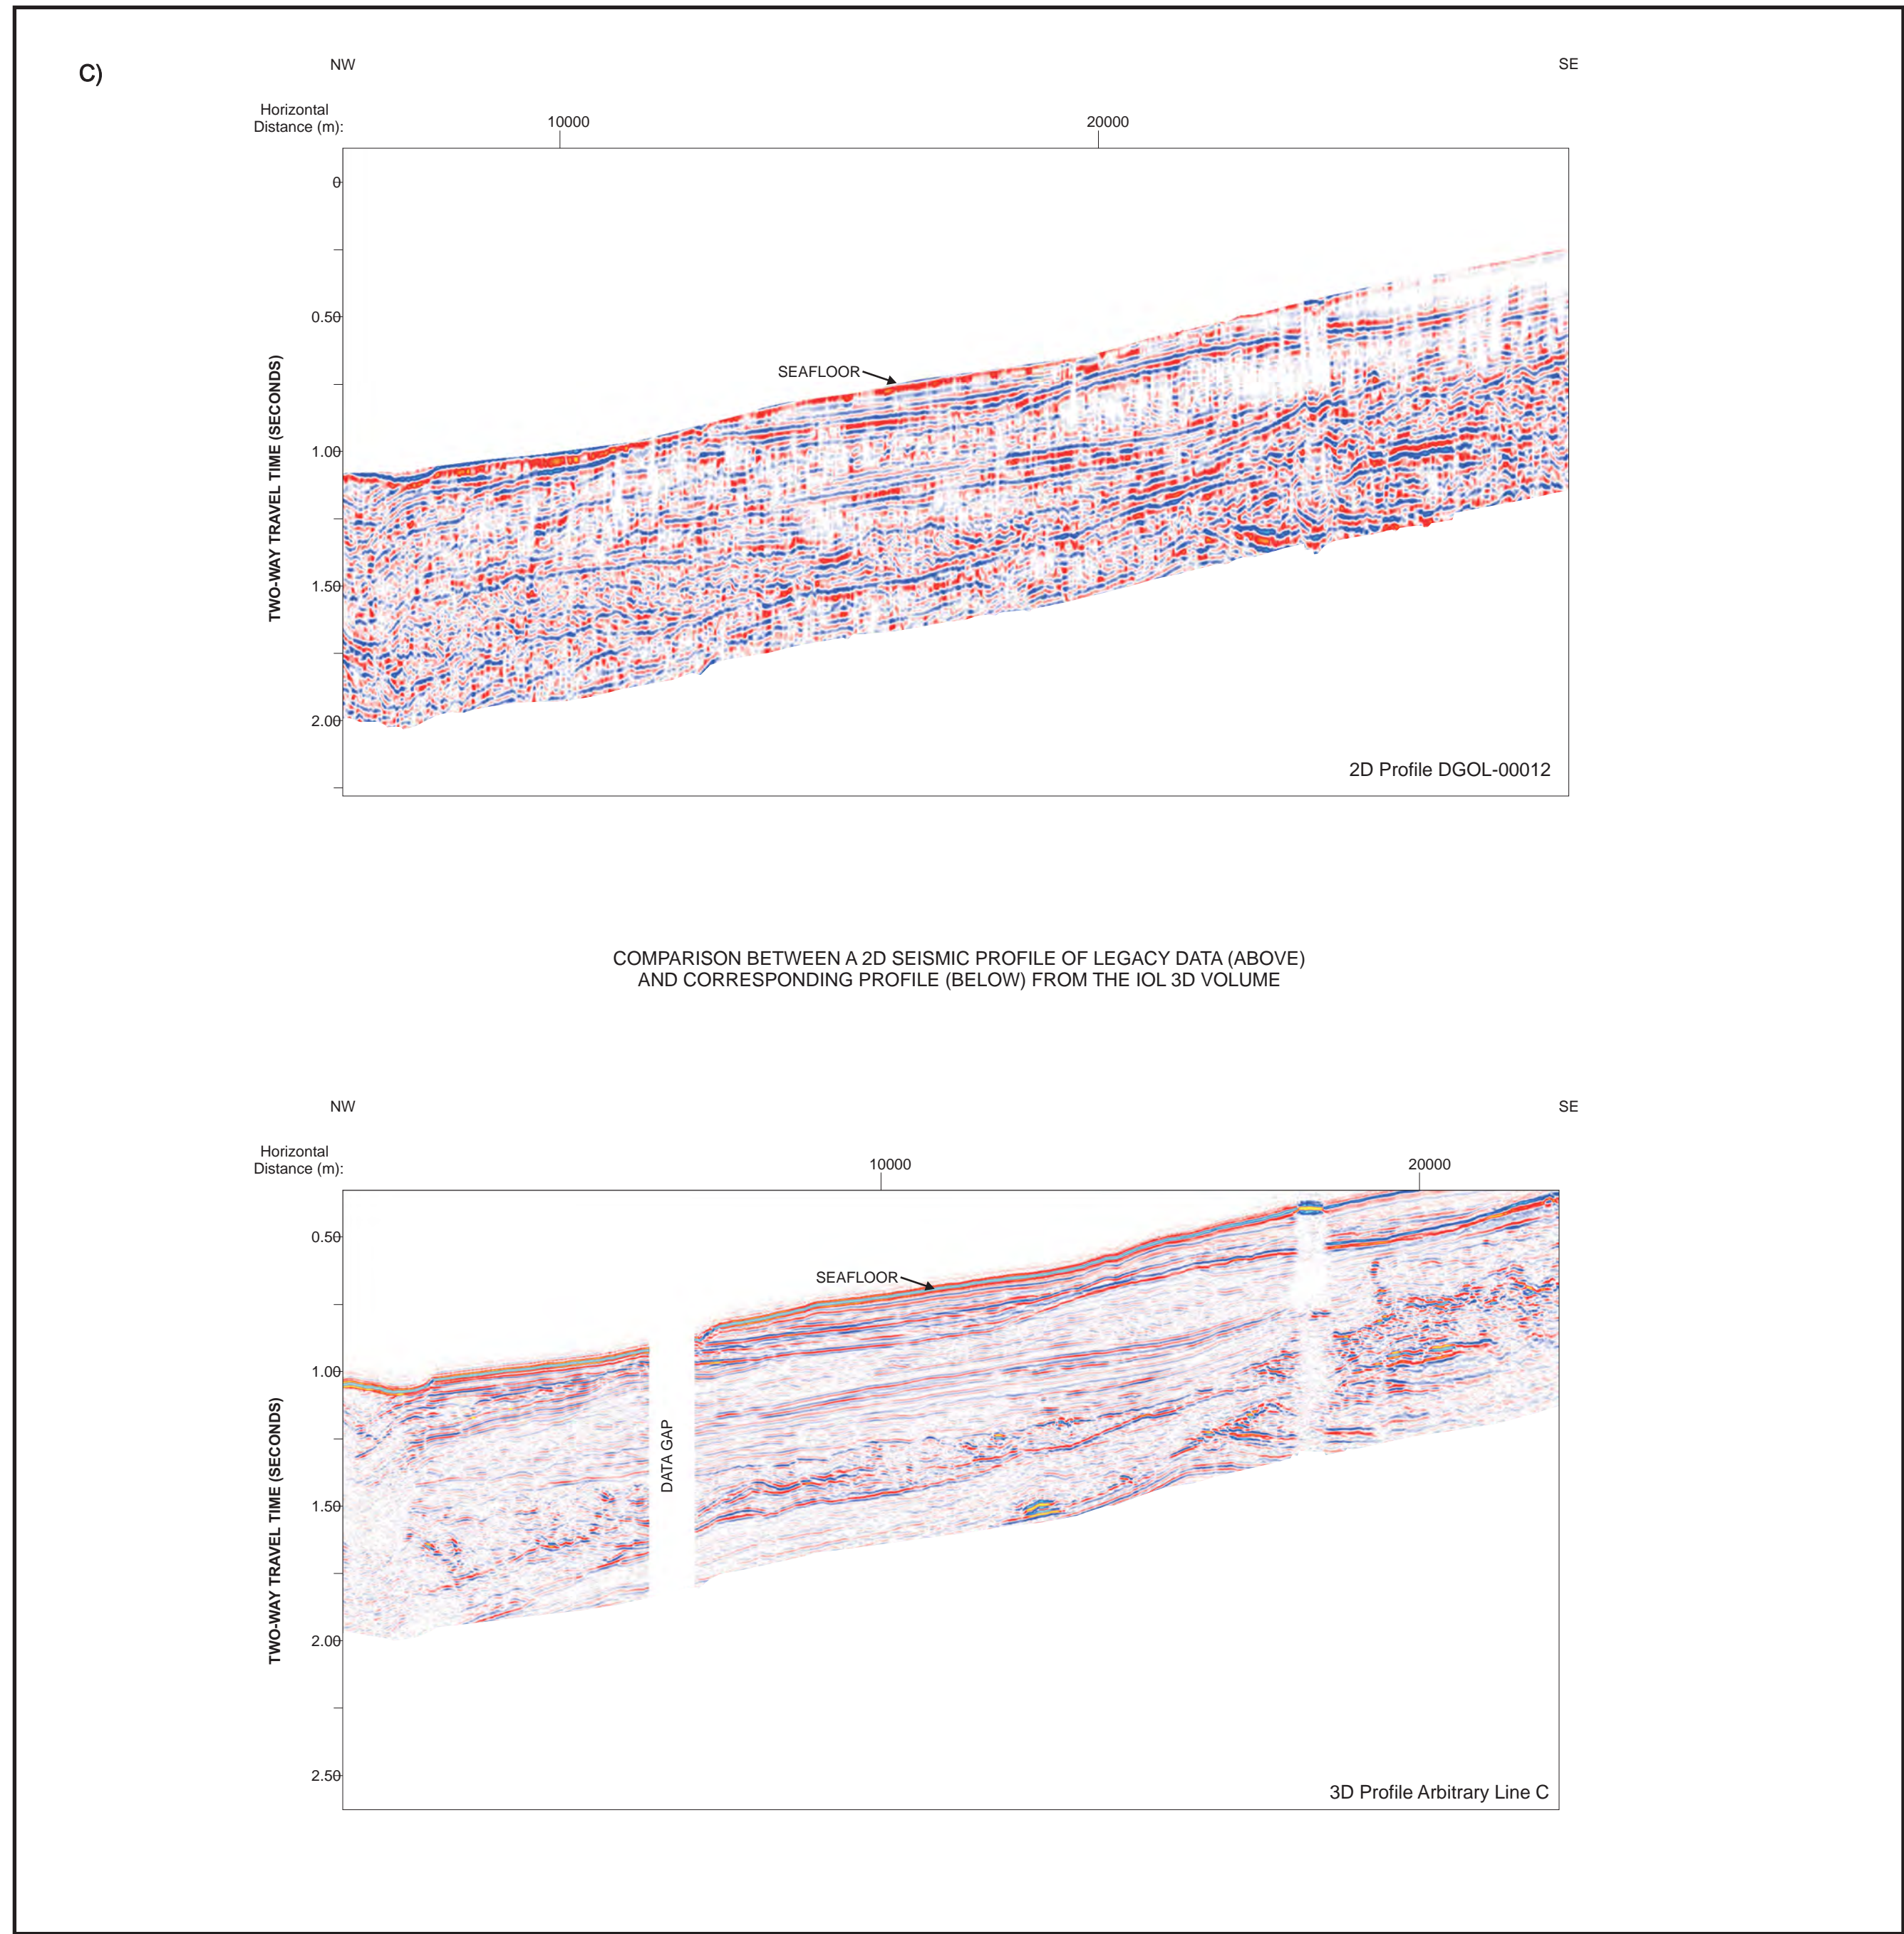 C)
NW
SE
Horizontal
Distance (m):
10000
20000
0
0.50
1.00
1.50
2.00
TWO-WAY TRAVEL TIME (SECONDS)
SEAFLOOR
2D Profile DGOL-00012
COMPARISON BETWEEN A 2D SEISMIC PROFILE OF LEGACY DATA (ABOVE)
AND CORRESPONDING PROFILE (BELOW) FROM THE IOL 3D VOLUME
NW
SE
Horizontal
Distance (m):
10000
20000
0.50
1.00
1.50
2.00
2.50
TWO-WAY TRAVEL TIME (SECONDS)
SEAFLOOR
DATA GAP
3D Profile Arbitrary Line C